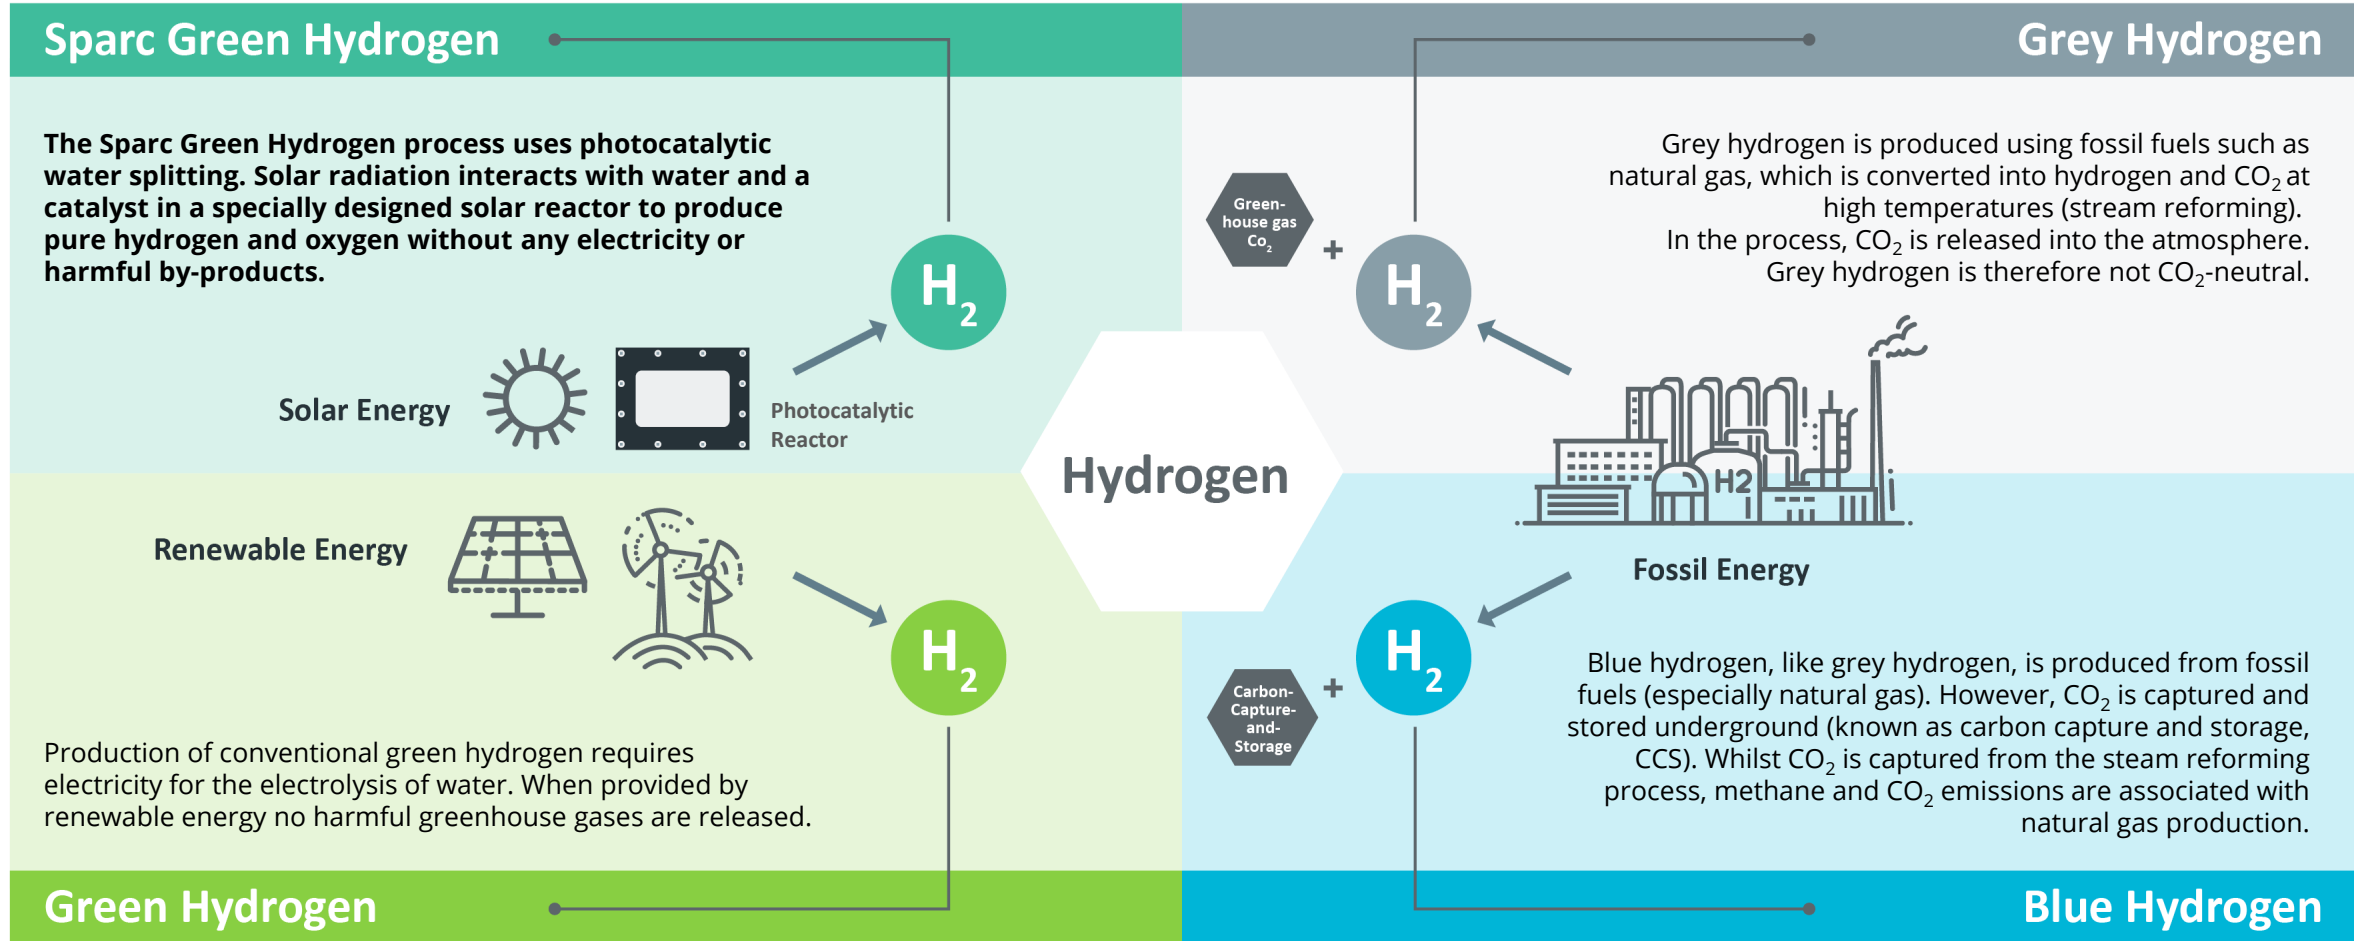 Sparc Green Hydrogen
The Sparc Green Hydrogen process uses photocatalytic
water splitting. Solar radiation interacts with water and a
catalyst in a specially designed solar reactor to produce
pure hydrogen and oxygen without any electricity or
harmful by-products.
H2
Solar Energy
Photocatalytic
Reactor
Grey Hydrogen
Grey hydrogen is produced using fossil fuels such as
natural gas, which is converted into hydrogen and CO2 at
high temperatures (stream reforming).
In the process, CO2 is released into the atmosphere.
Grey hydrogen is therefore not CO2-neutral.
Green-
house gas
Co2
+
H2
Hydrogen
H2
Fossil Energy
Renewable Energy
H2
Production of conventional green hydrogen requires
electricity for the electrolysis of water. When provided by
renewable energy no harmful greenhouse gases are released.
Green Hydrogen
Carbon-
Capture-
and-
Storage
+
H2
Blue hydrogen, like grey hydrogen, is produced from fossil
fuels (especially natural gas). However, CO2 is captured and
stored underground (known as carbon capture and storage,
CCS). Whilst CO2 is captured from the steam reforming
process, methane and CO2 emissions are associated with
natural gas production.
Blue Hydrogen